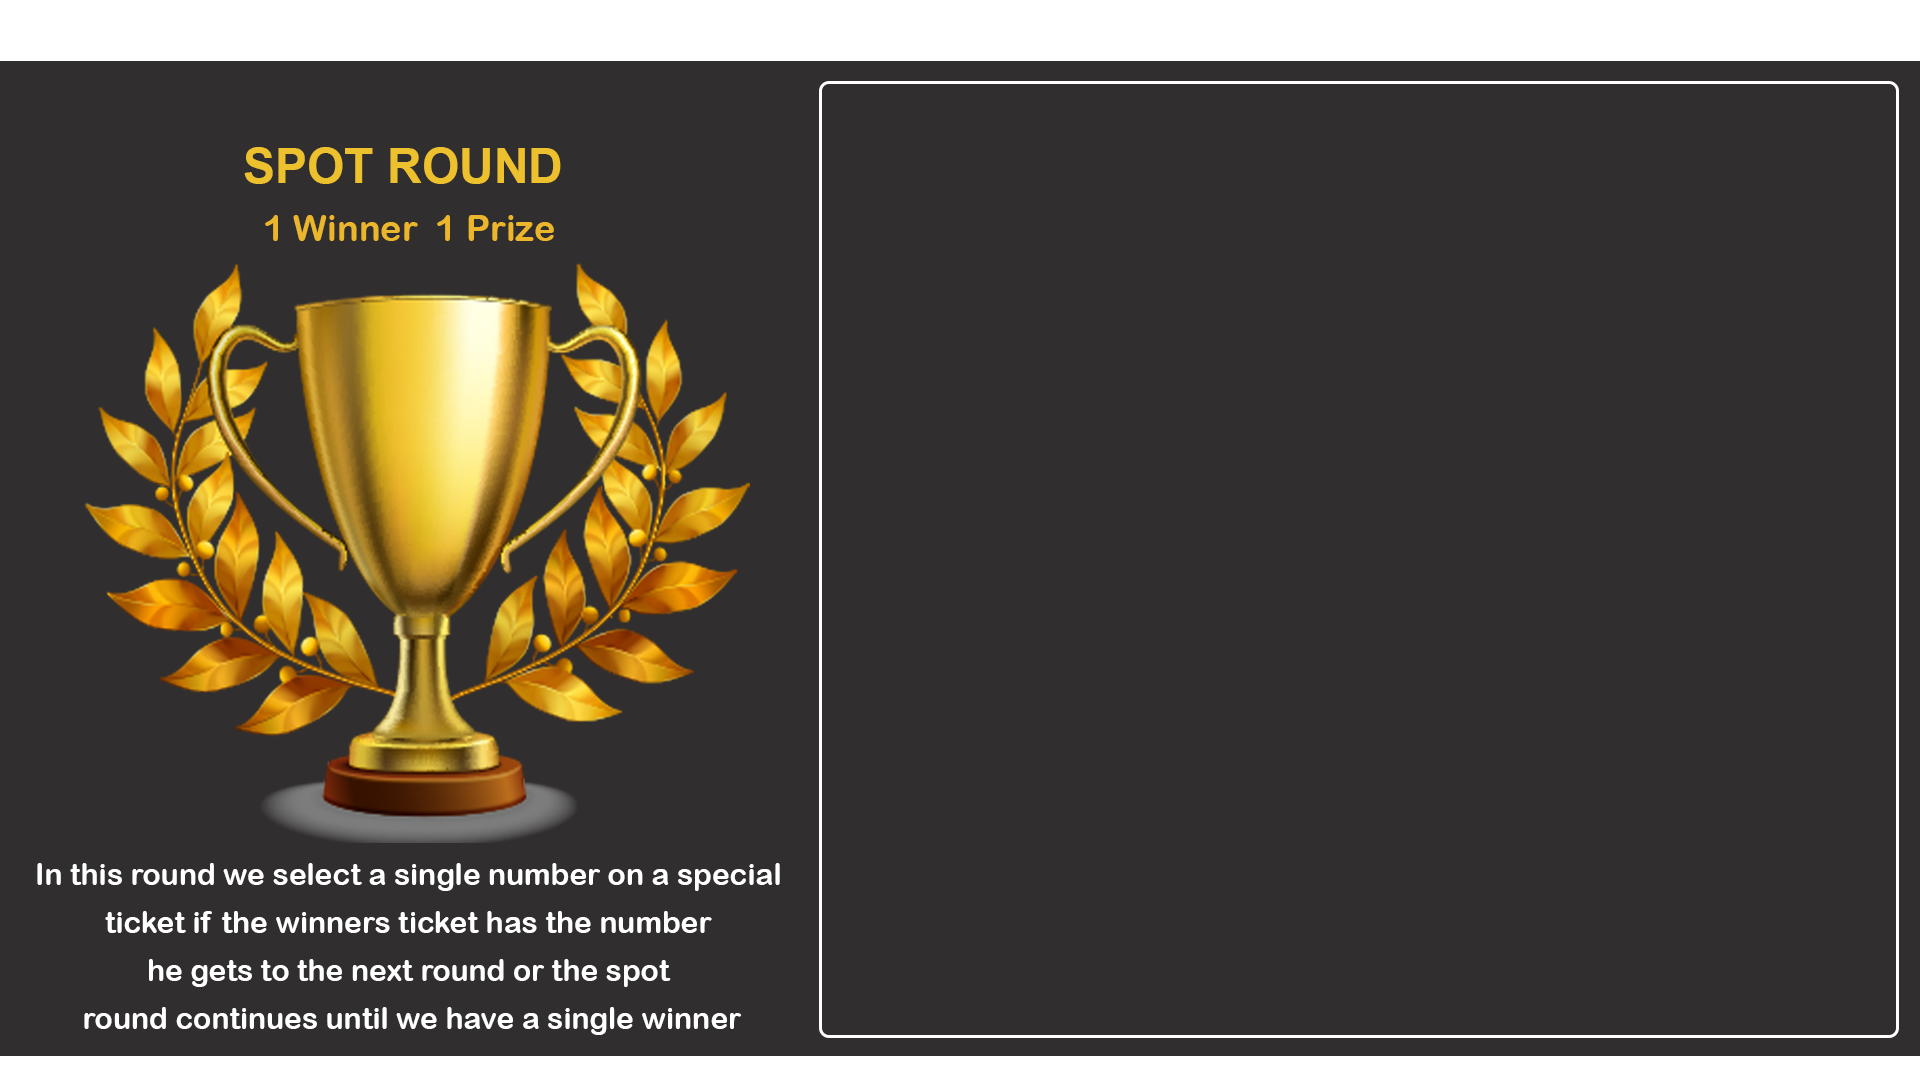 SPOT ROUND
1 Winner 1 Prize
In this round we select a single number on a special
ticket if the winners ticket has the number
he gets to the next round or the spot
round continues until we have a single winner